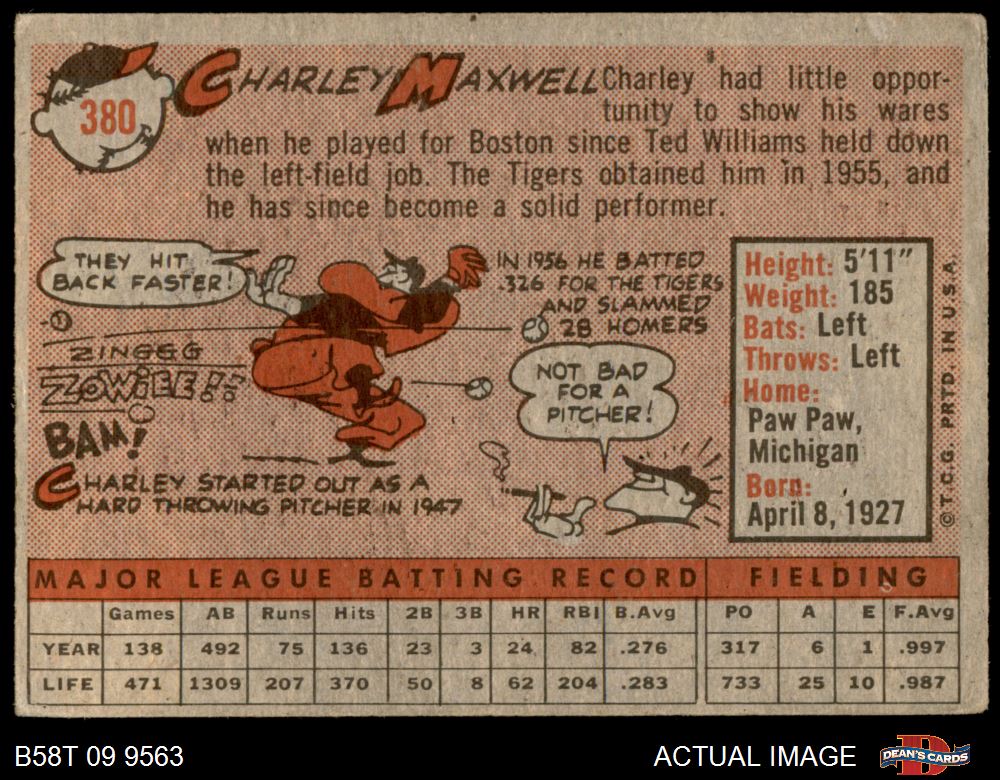 380
CHARLEY MAXWELL Charley had little oppor-
tunity to show his wares
when he played for Boston since Ted Williams held down
the left-field job. The Tigers obtained him in 1955, and
he has since become a solid performer.
THEY HIT
BACK FASTER!
ZINGGG
ZOWIEE!!
BAM!
CHARLEY STARTED OUT AS A
HARD THROWING PITCHER IN 1947
IN 1956 HE BATTED
.326 FOR THE TIGERS
AND SLAMMED
28 HOMERS
NOT BAD
FOR A
PITCHER!
Height: 5'11"
Weight: 185
Bats: Left
Throws: Left
Home:
Paw Paw,
Michigan
Born:
April 8, 1927
© T.C.G. PRTD. IN U.S.A.
MAJOR LEAGUE BATTING RECORD FIELDING
Games AB Runs Hits 2B 3B HR RBI B.Avg PO A E F.Avg
YEAR 138 492 75 136 23 3 24 82 .276 317 6 1 .997
LIFE 471 1309 207 370 50 8 62 204 .283 733 25 10 .987
B58T 09 9563 ACTUAL IMAGE DEAN'S CARDS